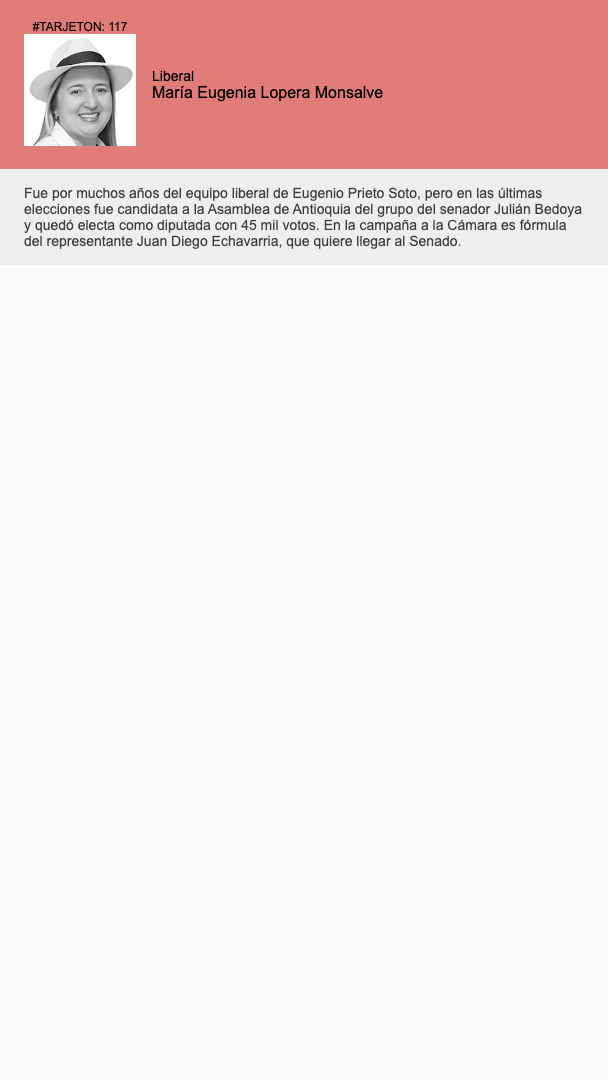 #TARJETON: 117
Liberal
María Eugenia Lopera Monsalve
Fue por muchos años del equipo liberal de Eugenio Prieto Soto, pero en las últimas
elecciones fue candidata a la Asamblea de Antioquia del grupo del senador Julián Bedoya
y quedó electa como diputada con 45 mil votos. En la campaña a la Cámara es fórmula
del representante Juan Diego Echavarria, que quiere llegar al Senado.